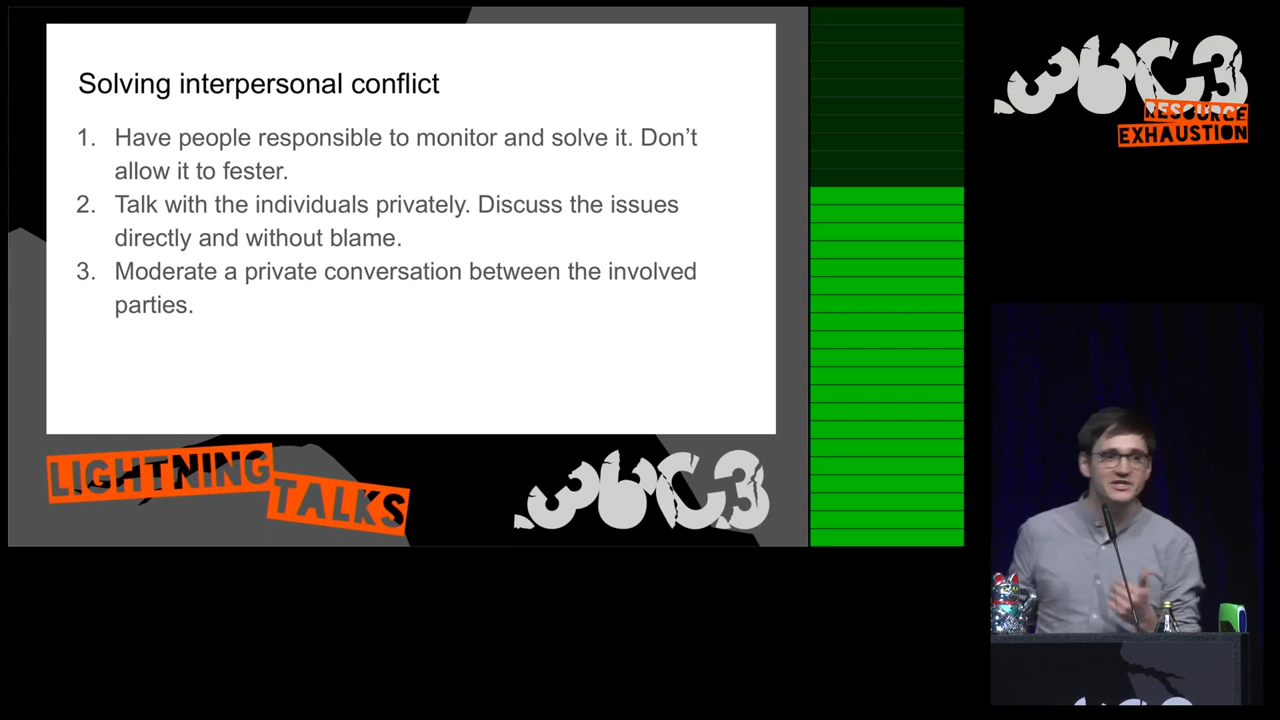 Solving interpersonal conflict
1. Have people responsible to monitor and solve it. Don't
allow it to fester.
2. Talk with the individuals privately. Discuss the issues
directly and without blame.
3. Moderate a private conversation between the involved
parties.
LIGHTNING
TALKS
36C3
36C3
RESOURCE
EXHAUSTION